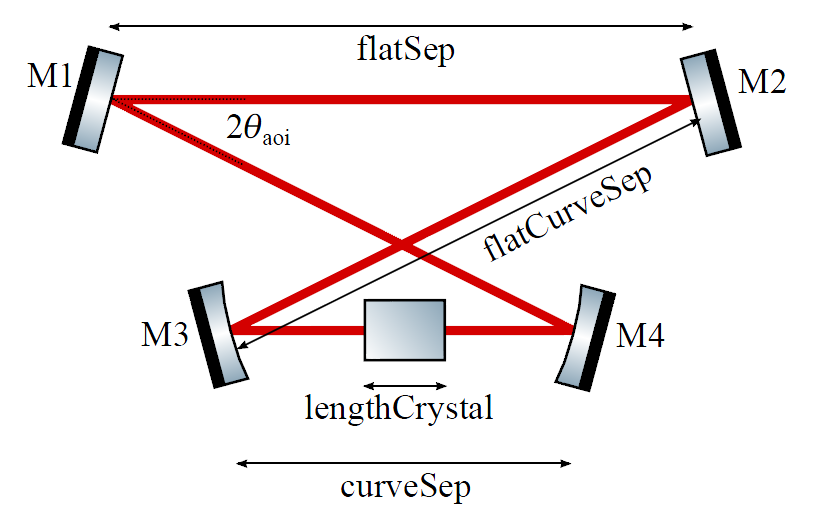 flatSep
M1
M2
2θaoi
flatCurveSep
M3
M4
lengthCrystal
curveSep